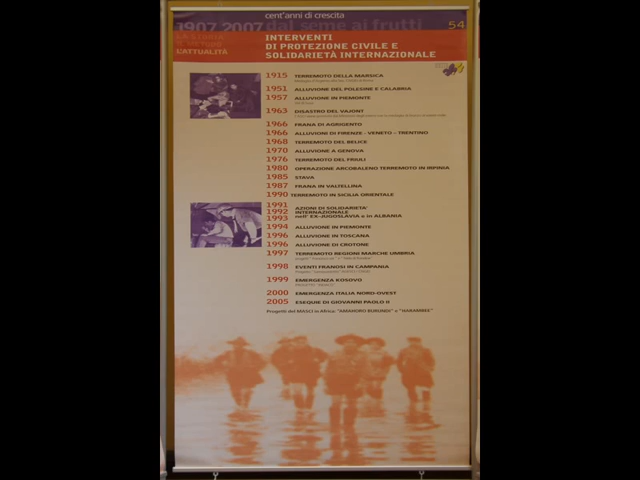 cent'anni di crescita
1907 2007 dal seme ai frutti
54
LA STORIA
IL METODO
L'ATTUALITÀ
INTERVENTI
DI PROTEZIONE CIVILE E
SOLIDARIETÀ INTERNAZIONALE
1915 TERREMOTO DELLA MARSICA
1951 ALLUVIONE DEL POLESINE E CALABRIA
1957 ALLUVIONE IN PIEMONTE
1963 DISASTRO DEL VAJONT
1966 FRANA DI AGRIGENTO
1966 ALLUVIONI DI FIRENZE - VENETO - TRENTINO
1968 TERREMOTO DEL BELICE
1970 ALLUVIONE A GENOVA
1976 TERREMOTO DEL FRIULI
1980 OPERAZIONE ARCOBALENO TERREMOTO IN IRPINIA
1985 STAVA
1987 FRANA IN VALTELLINA
1990 TERREMOTO IN SICILIA ORIENTALE
1991
1992
1993
AZIONI DI SOLIDARIETA'
INTERNAZIONALE
nell' EX-JUGOSLAVIA e in ALBANIA
1994 ALLUVIONE IN PIEMONTE
1996 ALLUVIONE IN TOSCANA
1996 ALLUVIONE DI CROTONE
1997 TERREMOTO REGIONI MARCHE UMBRIA
1998 EVENTI FRANOSI IN CAMPANIA
1999 EMERGENZA KOSOVO
2000 EMERGENZA ITALIA NORD-OVEST
2005 ESEQUIE DI GIOVANNI PAOLO II
Progetti del MASCI in Africa: "AMAHORO BURUNDI" e "HARAMBEE"